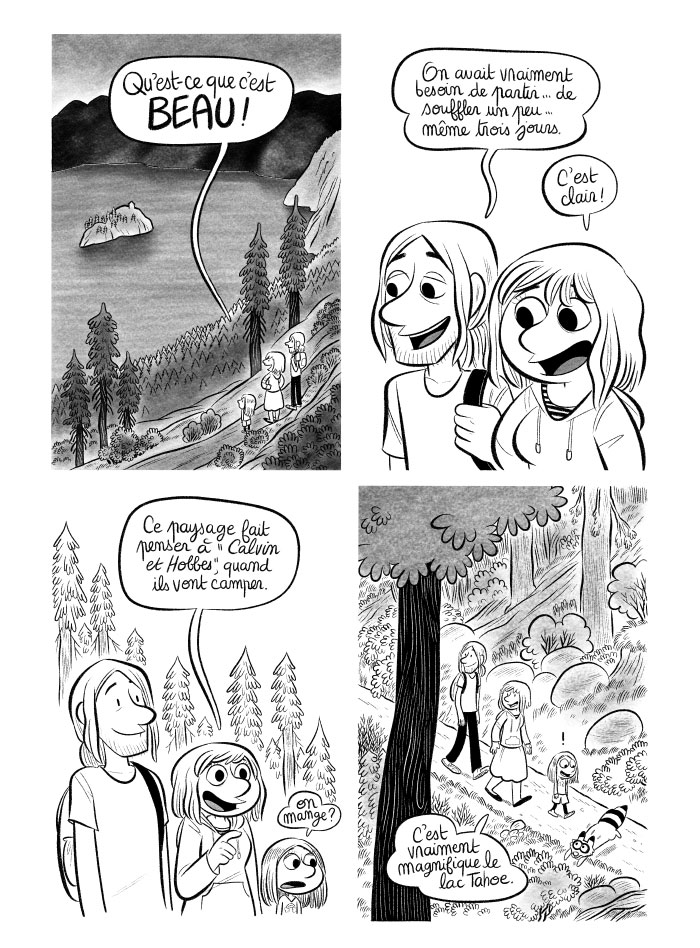 Qu'est-ce que c'est
BEAU!
On avait vraiment
besoin de partir... de
souffler un peu...
même trois jours.
C'est
clair!
Ce paysage fait
penser à "Calvin
et Hobbes", quand
ils vont camper.
on
mange?
!
C'est
vraiment
magnifique le
lac Tahoe.